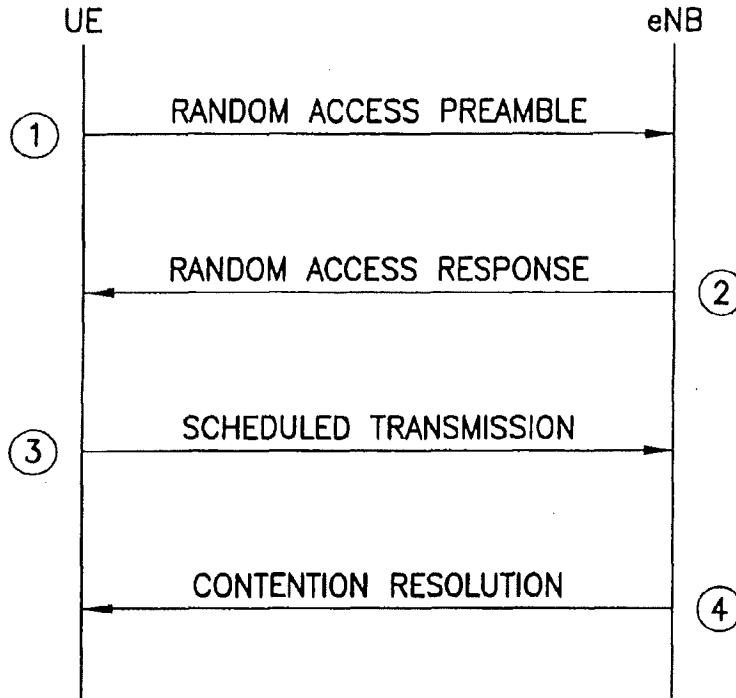 UE eNB
RANDOM ACCESS PREAMBLE
1
RANDOM ACCESS RESPONSE
2
SCHEDULED TRANSMISSION
3
CONTENTION RESOLUTION
4